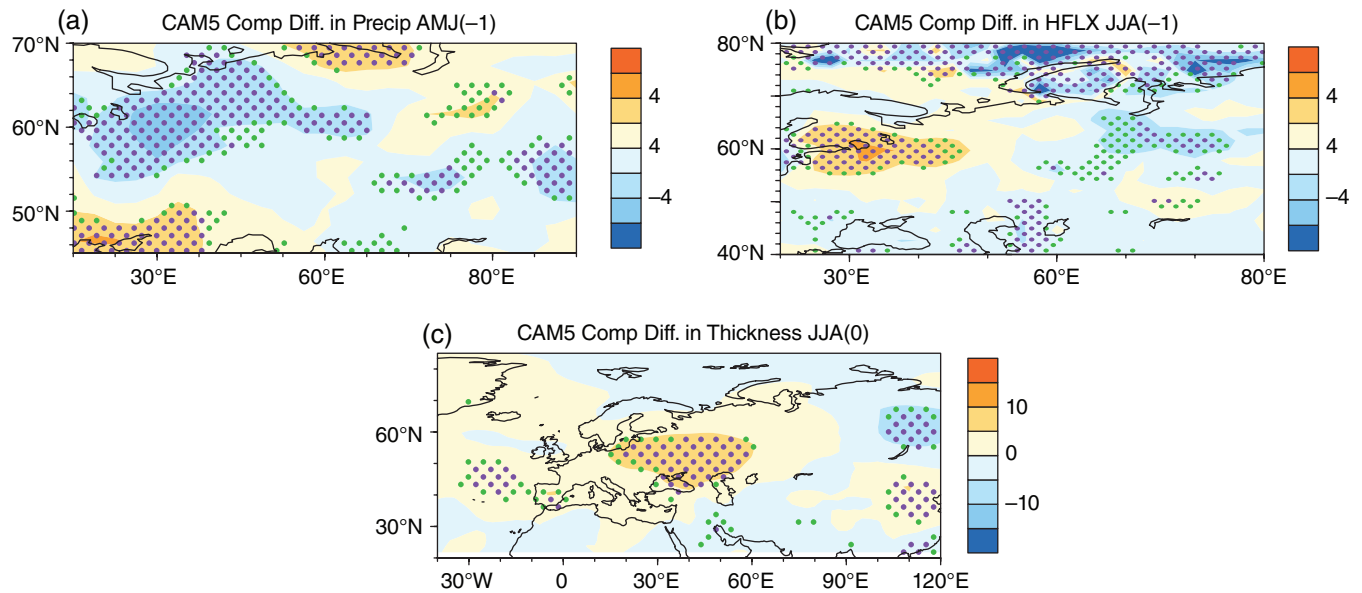 (a)
CAM5 Comp Diff. in Precip AMJ(−1)
70°N
60°N
50°N
30°E
60°E
80°E
4
4
−4
(b)
CAM5 Comp Diff. in HFLX JJA(−1)
80°N
70°N
60°N
50°N
40°N
30°E
60°E
80°E
4
4
−4
(c)
CAM5 Comp Diff. in Thickness JJA(0)
60°N
30°N
30°W
0
30°E
60°E
90°E
120°E
10
0
−10